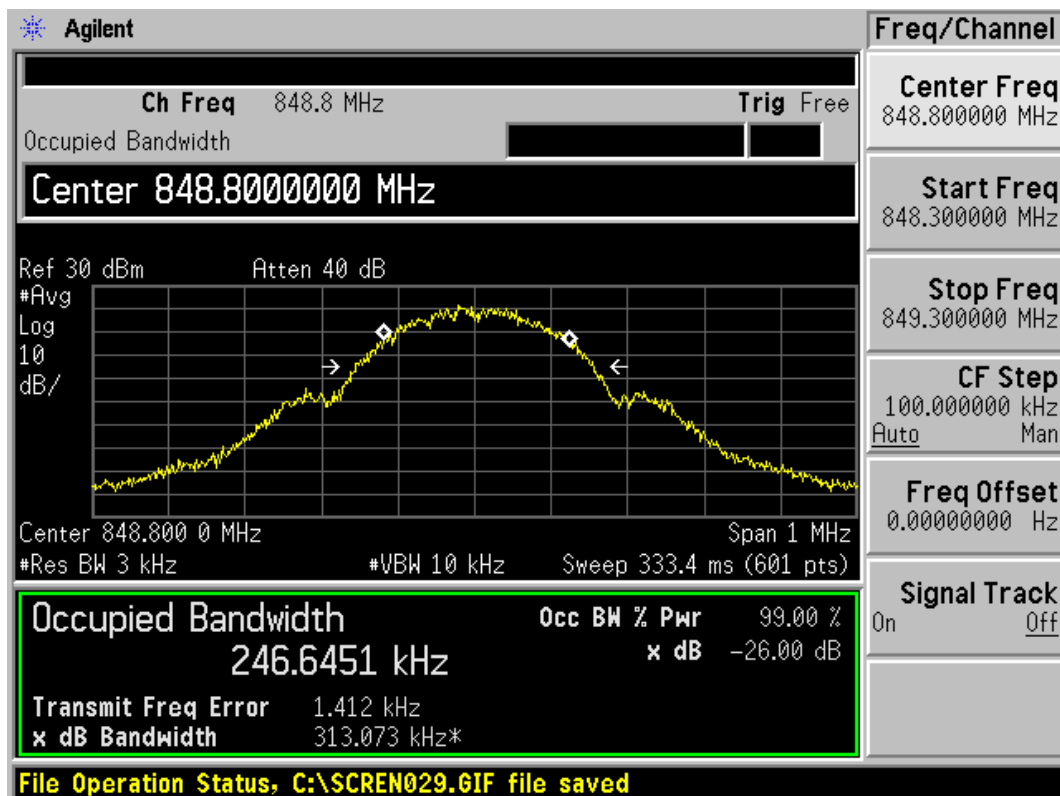 Agilent
Freq/Channel
Ch Freq 848.8 MHz Trig Free
Occupied Bandwidth
Center 848.8000000 MHz
Ref 30 dBm Atten 40 dB
#Avg
Log
10
dB/
Center 848.800 0 MHz Span 1 MHz
#Res BW 3 kHz #VBW 10 kHz Sweep 333.4 ms (601 pts)
Occupied Bandwidth Occ BW % Pwr 99.00 %
246.6451 kHz x dB -26.00 dB
Transmit Freq Error 1.412 kHz
x dB Bandwidth 313.073 kHz*
File Operation Status, C:\SCREN029.GIF file saved
Center Freq
848.800000 MHz
Start Freq
848.300000 MHz
Stop Freq
849.300000 MHz
CF Step
100.000000 kHz
Auto Man
Freq Offset
0.00000000 Hz
Signal Track
On Off